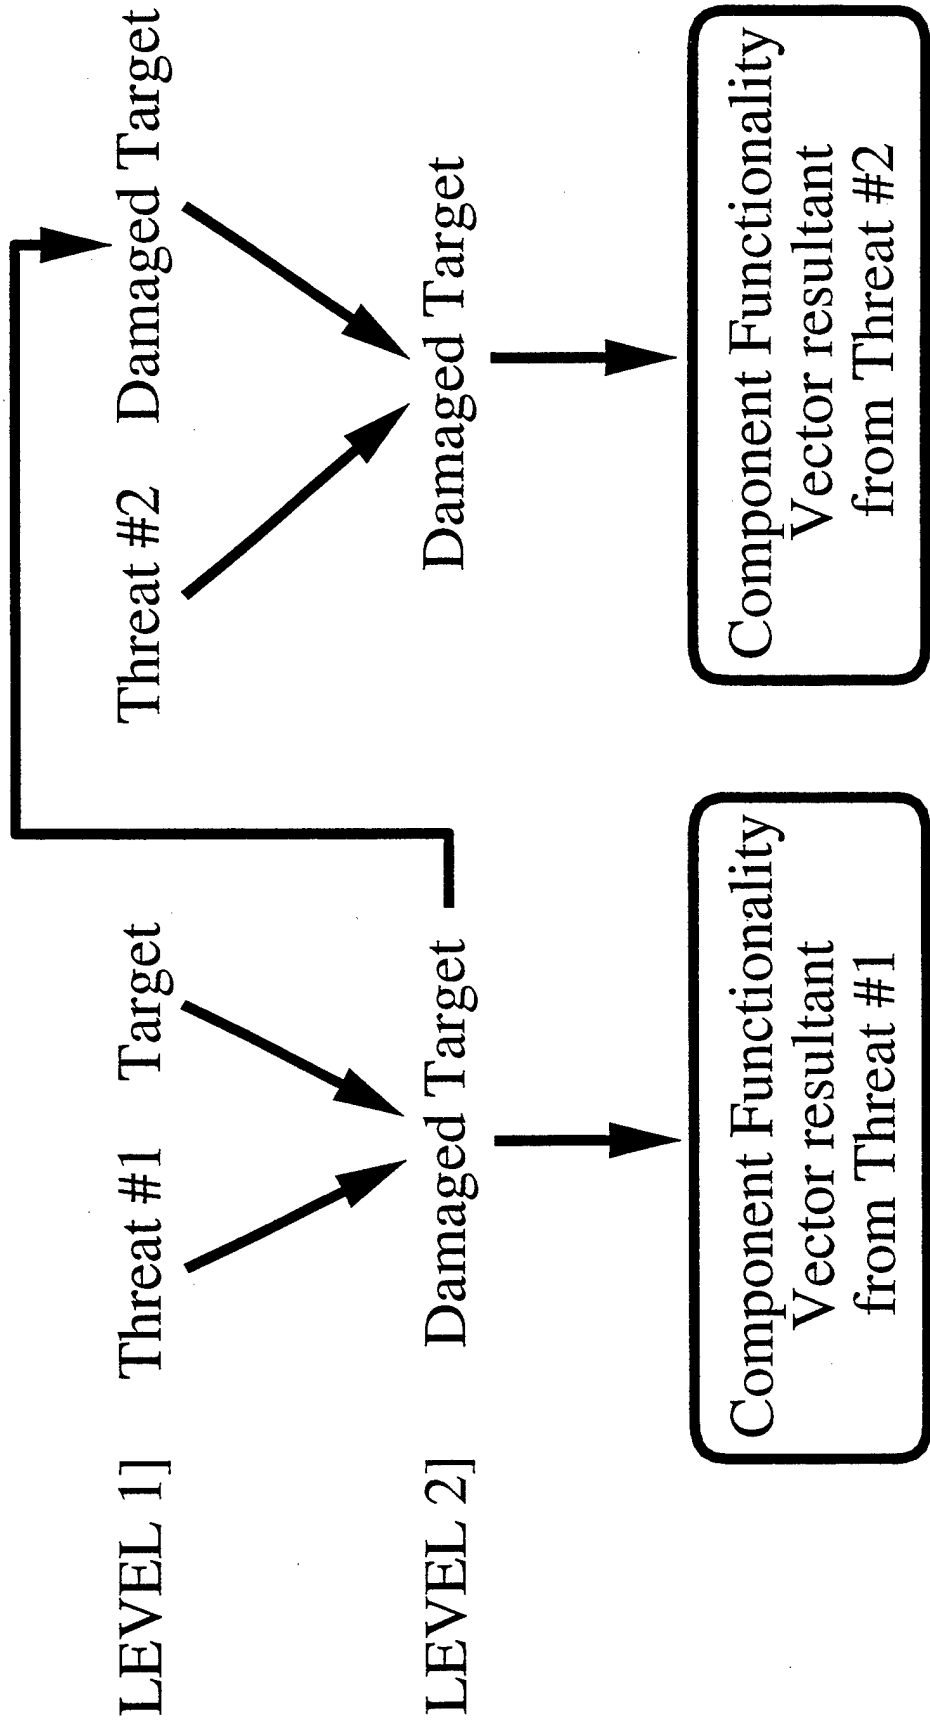 LEVEL 1]
Threat #1
Target
Threat #2
Damaged Target
LEVEL 2]
Damaged Target
Damaged Target
Component Functionality
Vector resultant
from Threat #1
Component Functionality
Vector resultant
from Threat #2